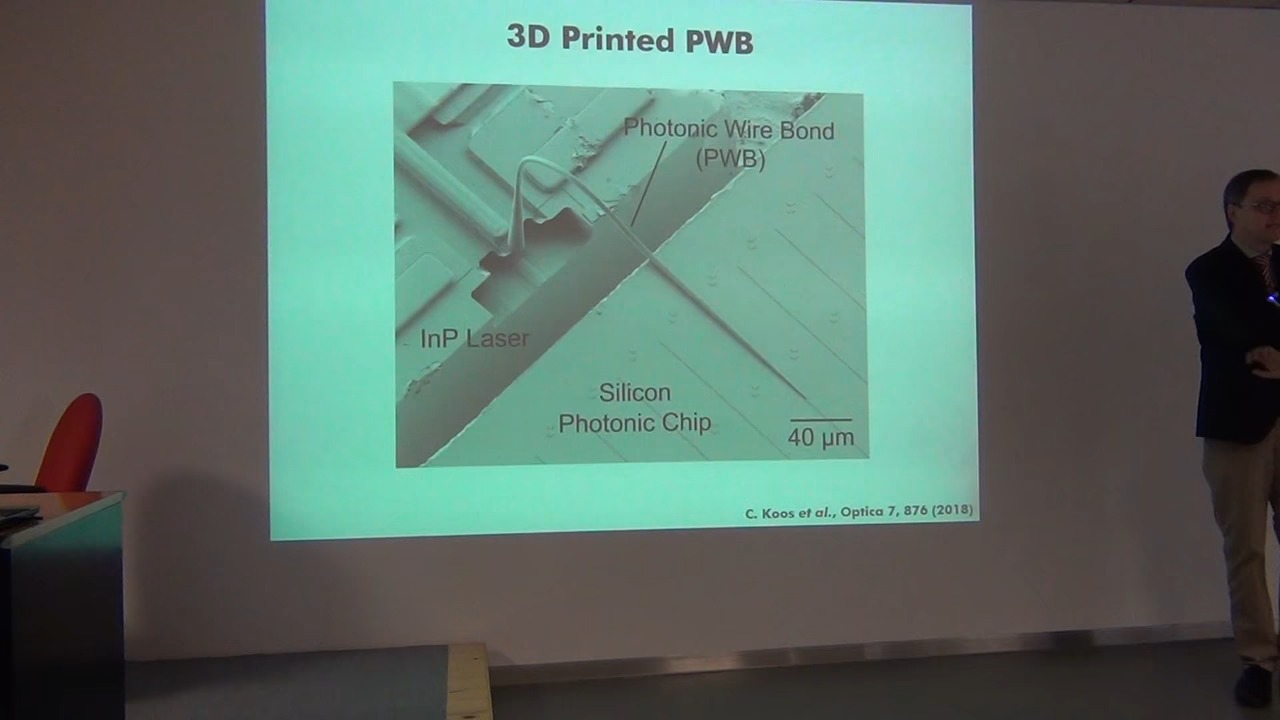 3D Printed PWB
Photonic Wire Bond
(PWB)
InP Laser
Silicon
Photonic Chip
40 µm
C. Koos et al., Optica 7, 876 (2018)